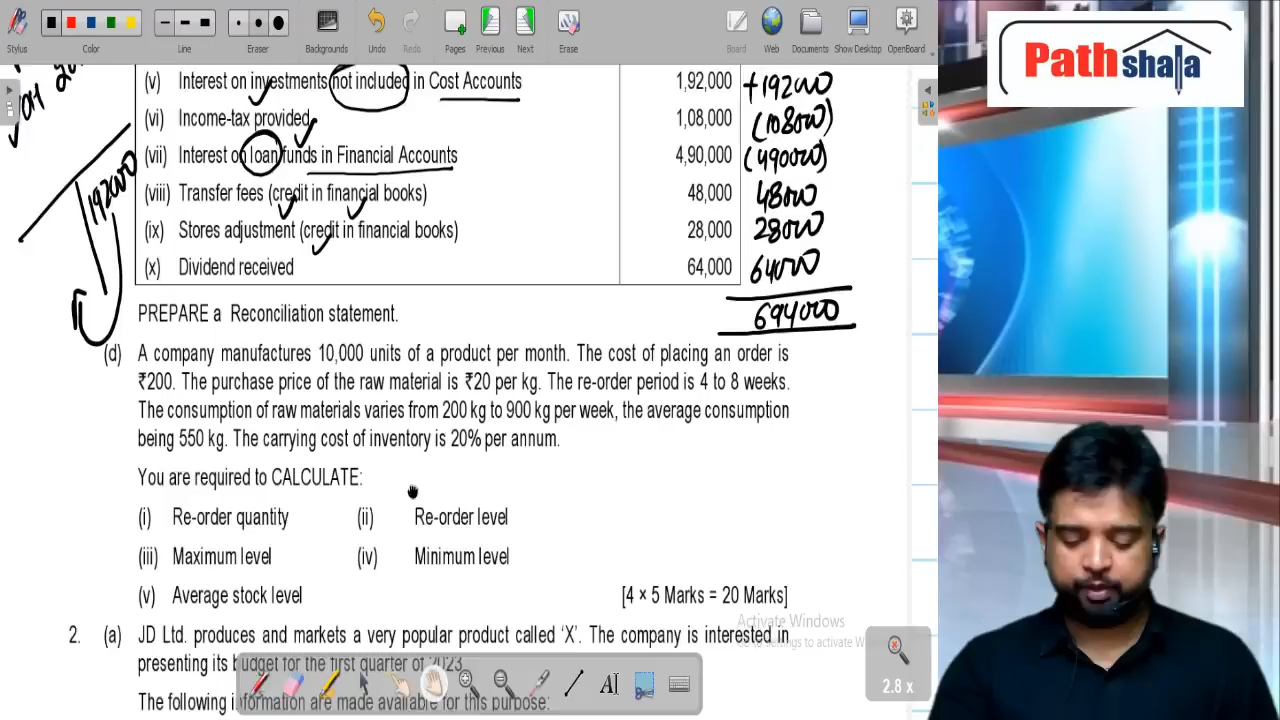 Stylus
Color
Line
Eraser
Backgrounds
Undo
Redo
Pages
Previous
Next
Erase
Board
Web
Documents
Show Desktop
OpenBoard
Path shala
(v) Interest on investments not included in Cost Accounts 1,92,000 +192000
(vi) Income-tax provided 1,08,000 (108000)
(vii) Interest on loan funds in Financial Accounts 4,90,000 (490000)
(viii) Transfer fees (credit in financial books) 48,000 48000
(ix) Stores adjustment (credit in financial books) 28,000 28000
(x) Dividend received 64,000 64000
694000
192000
PREPARE a Reconciliation statement.
(d) A company manufactures 10,000 units of a product per month. The cost of placing an order is
₹200. The purchase price of the raw material is ₹20 per kg. The re-order period is 4 to 8 weeks.
The consumption of raw materials varies from 200 kg to 900 kg per week, the average consumption
being 550 kg. The carrying cost of inventory is 20% per annum.
You are required to CALCULATE:
(i) Re-order quantity (ii) Re-order level
(iii) Maximum level (iv) Minimum level
(v) Average stock level [4 × 5 Marks = 20 Marks]
Activate Windows
2. (a) JD Ltd. produces and markets a very popular product called 'X'. The company is interested in
presenting its budget for the first quarter of 2023.
The following information are made available for this purpose:
2.8 x